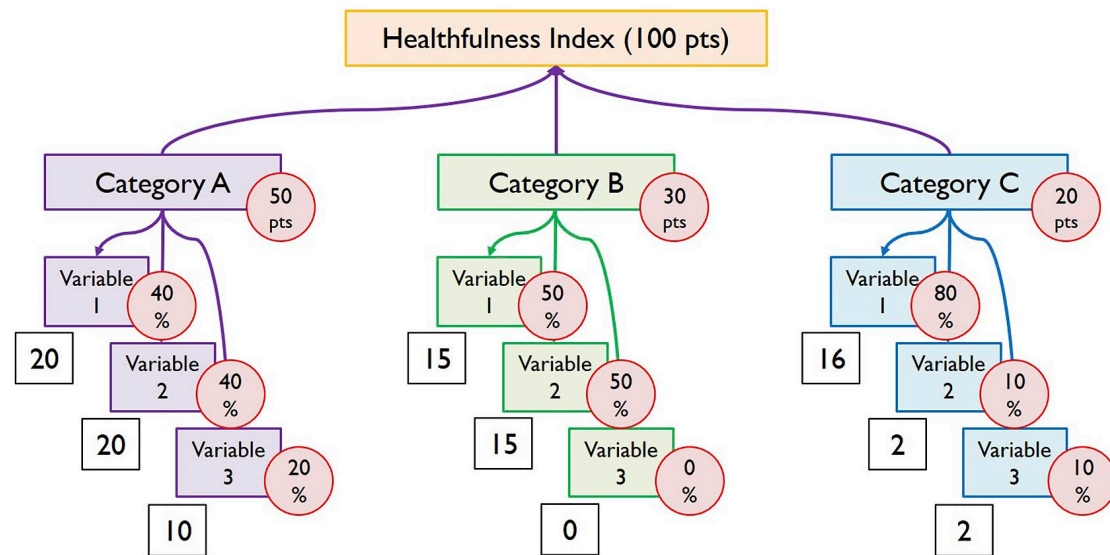 Healthfulness Index (100 pts)
Category A
50
pts
Variable
1
40
%
20
Variable
2
40
%
20
Variable
3
20
%
10
Category B
30
pts
Variable
1
50
%
15
Variable
2
50
%
15
Variable
3
0
%
0
Category C
20
pts
Variable
1
80
%
16
Variable
2
10
%
2
Variable
3
10
%
2